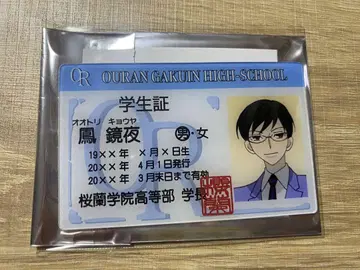 OURAN GAKUIN HIGH-SCHOOL
学生証
オオトリ キョウヤ
鳳 鏡夜 男・女
19××年 ×月×日生
20××年 4月1日発行
20××年 3月末日まで有効
桜蘭学院高等部 学長